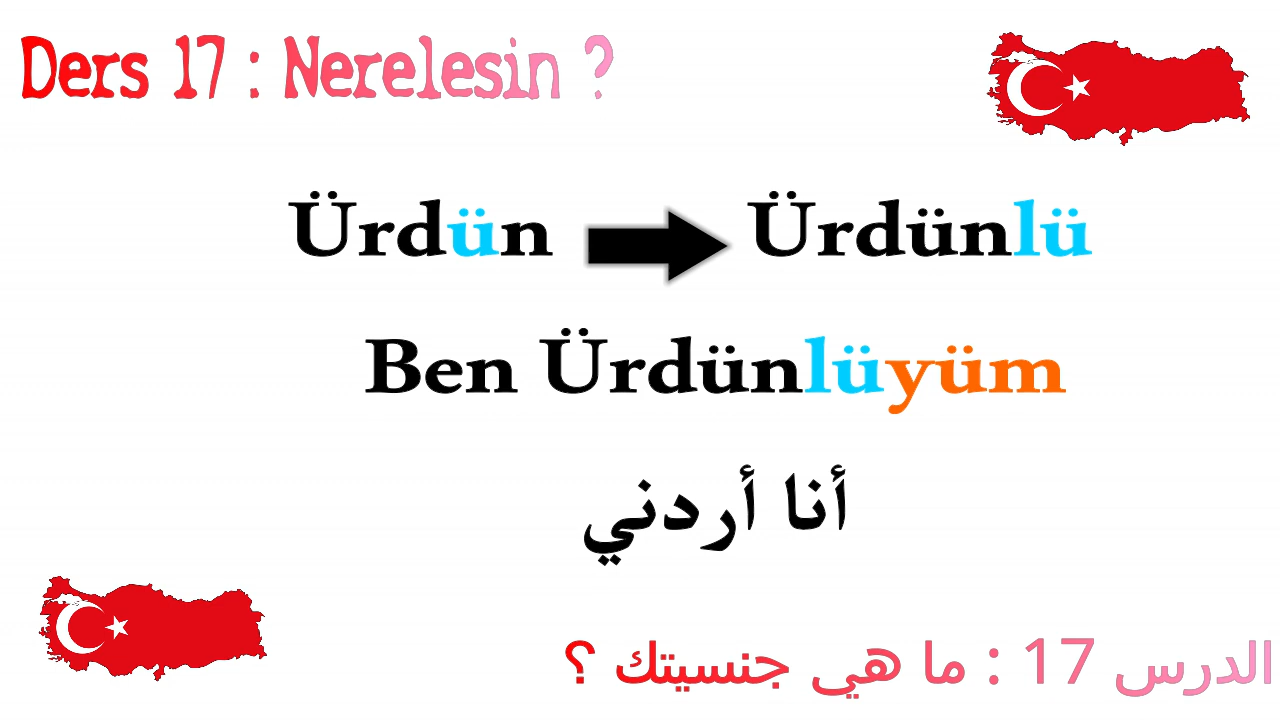 Ders 17 : Nerelesin ?
Ürdün Ürdünlü
Ben Ürdünlüyüm
أنا أردني
الدرس 17 : ما هي جنسيتك ؟